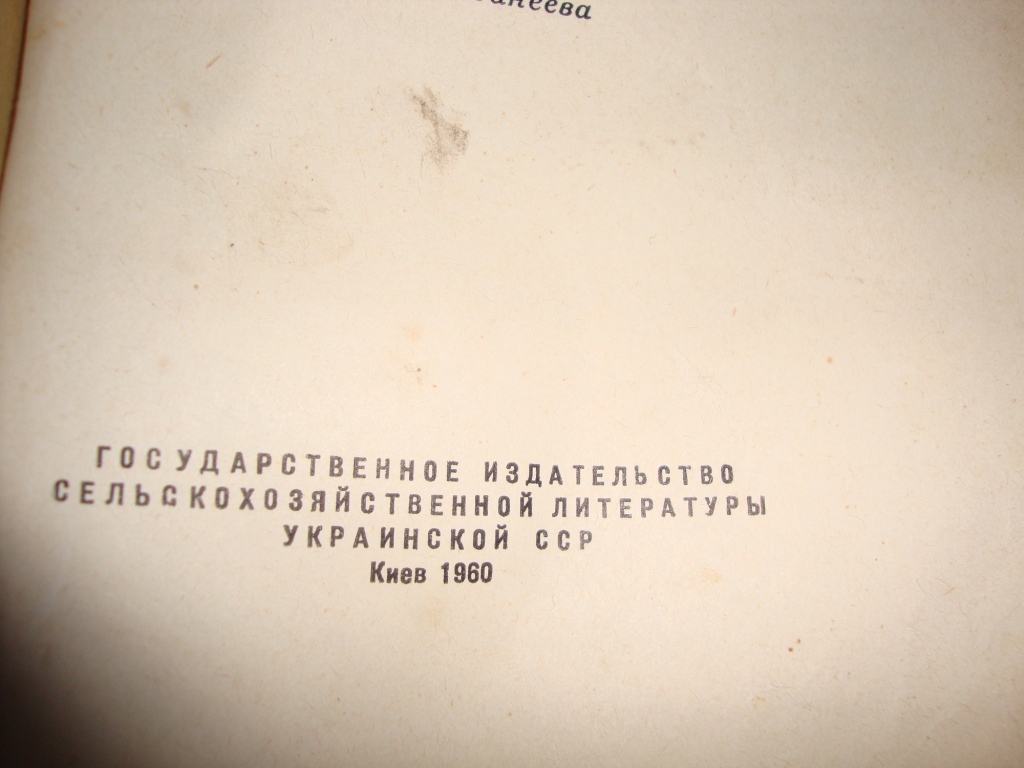 ГОСУДАРСТВЕННОЕ ИЗДАТЕЛЬСТВО
СЕЛЬСКОХОЗЯЙСТВЕННОЙ ЛИТЕРАТУРЫ
УКРАИНСКОЙ ССР
Киев 1960